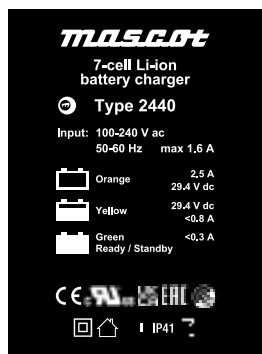 mascot
7-cell Li-ion
battery charger
Type 2440
Input: 100-240 V ac
50-60 Hz max 1.6 A
Orange 2.5 A
29.4 V dc
Yellow 29.4 V dc
<0.8 A
Green <0.3 A
Ready / Standby
CE EAC
IP41